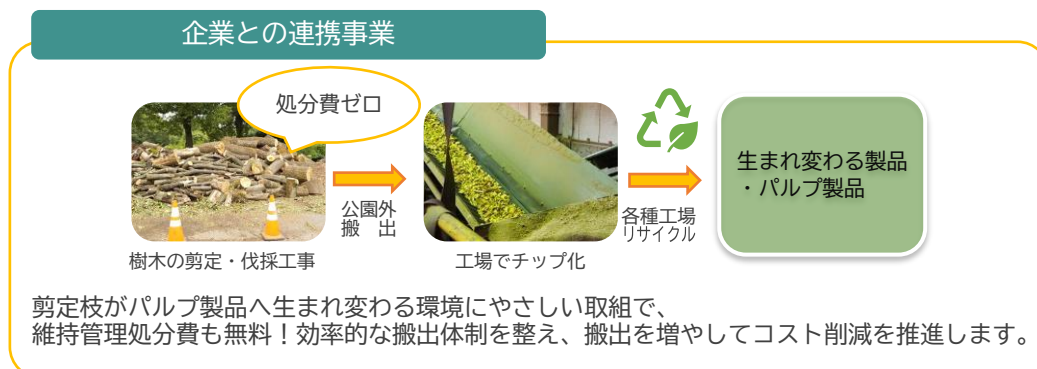 企業との連携事業
処分費ゼロ
公園外
搬　出
各種工場
リサイクル
生まれ変わる製品
・パルプ製品
樹木の剪定・伐採工事
工場でチップ化
剪定枝がパルプ製品へ生まれ変わる環境にやさしい取組で、
維持管理処分費も無料！効率的な搬出体制を整え、搬出を増やしてコスト削減を推進します。